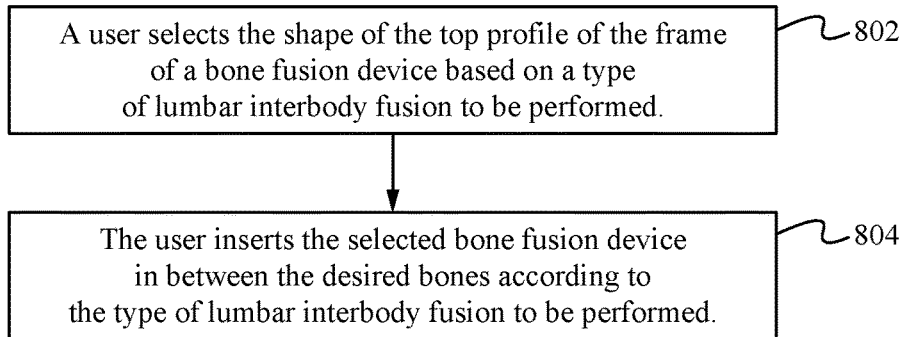 A user selects the shape of the top profile of the frame
of a bone fusion device based on a type
of lumbar interbody fusion to be performed.
802
The user inserts the selected bone fusion device
in between the desired bones according to
the type of lumbar interbody fusion to be performed.
804